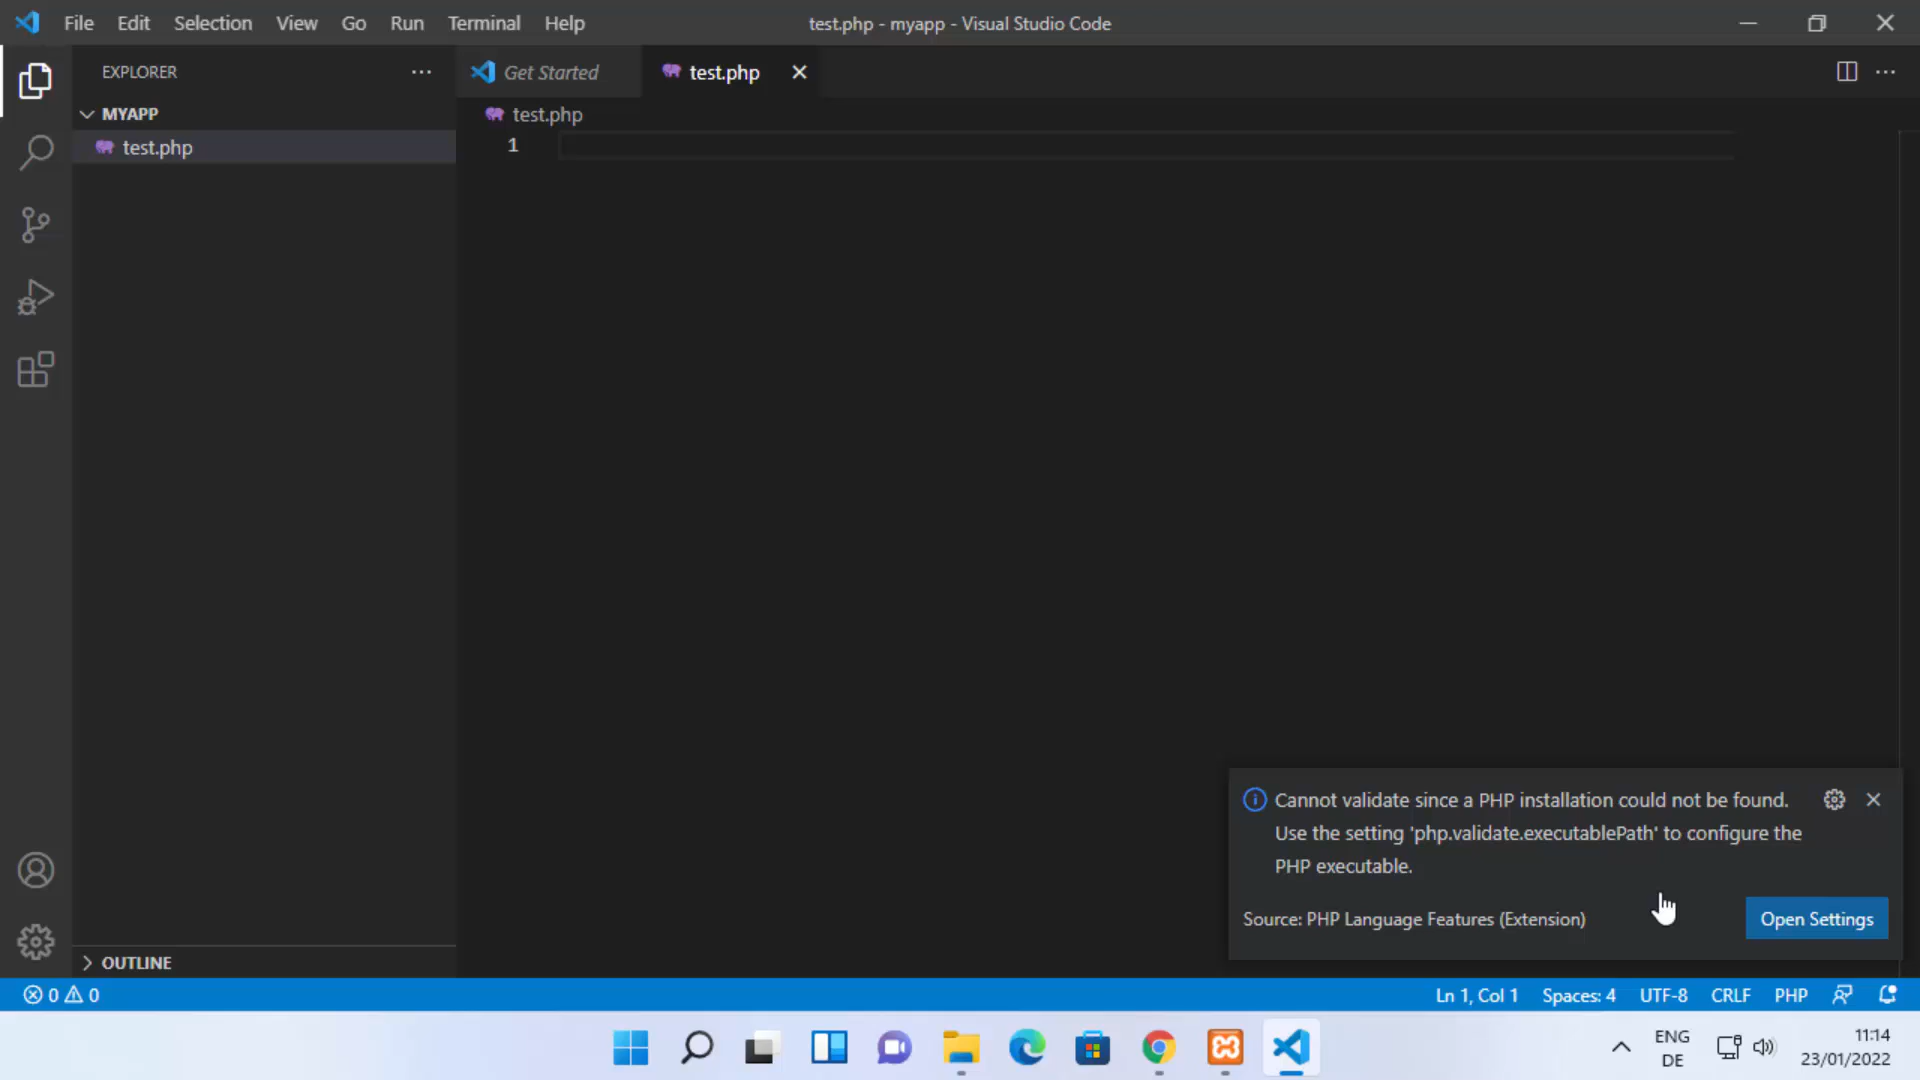 File Edit Selection View Go Run Terminal Help
test.php - myapp - Visual Studio Code
EXPLORER
Get Started
test.php
MYAPP
test.php
test.php
1
Cannot validate since a PHP installation could not be found.
Use the setting 'php.validate.executablePath' to configure the
PHP executable.
Source: PHP Language Features (Extension)
Open Settings
OUTLINE
0 0
Ln 1, Col 1 Spaces: 4 UTF-8 CRLF PHP
ENG
DE
11:14
23/01/2022